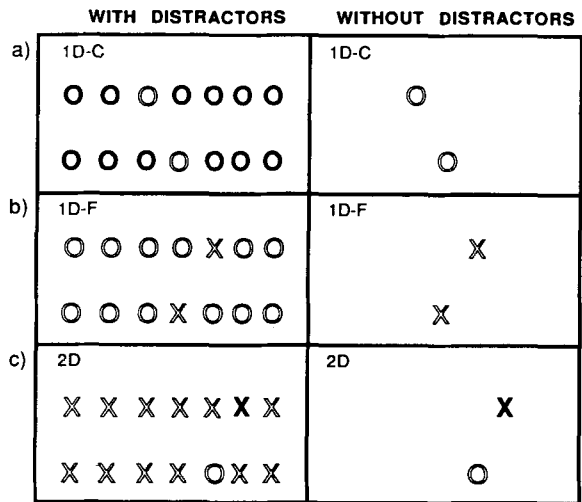 WITH DISTRACTORS WITHOUT DISTRACTORS
a) 1D-C 1D-C
O O O O O O O O
O O O O O O O O
b) 1D-F 1D-F
O O O O X O O X
O O O X O O O X
c) 2D 2D
X X X X X X X X
X X X X O X X O